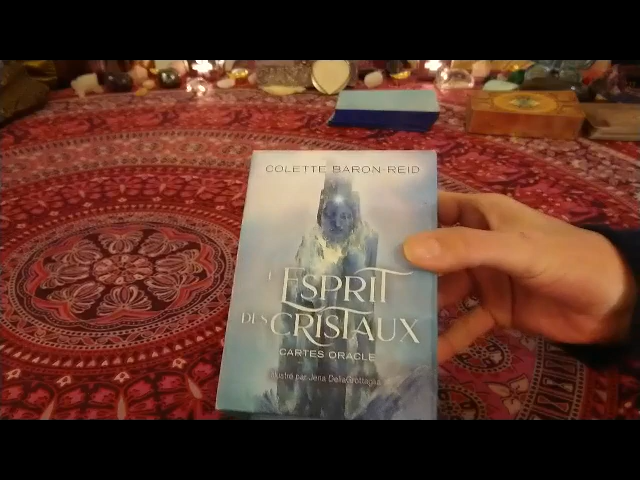 COLETTE BARON-REID
L'ESPRIT
DES CRISTAUX
CARTES ORACLE
Illustré par Jena DellaGrottaglia